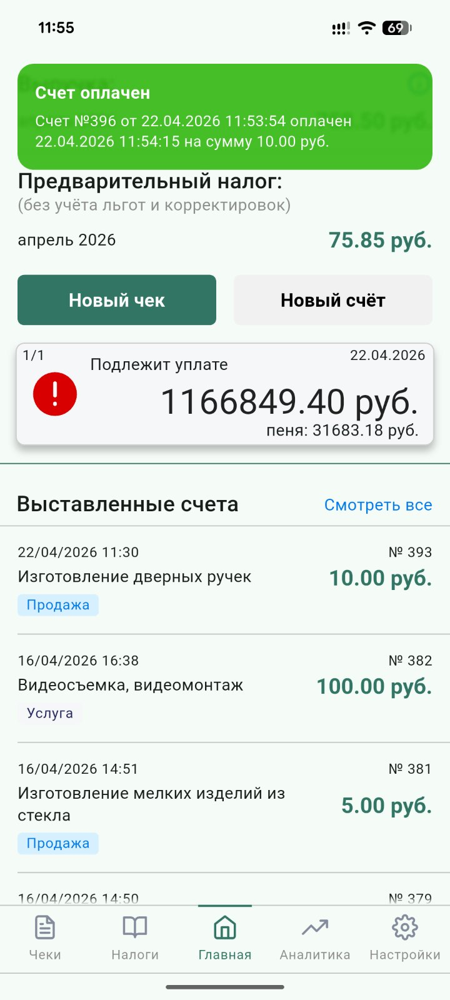 11:55
69
Счет оплачен
Счет №396 от 22.04.2026 11:53:54 оплачен
22.04.2026 11:54:15 на сумму 10.00 руб.
Предварительный налог:
(без учёта льгот и корректировок)
апрель 2026
75.85 руб.
Новый чек
Новый счёт
1/1
22.04.2026
Подлежит уплате
1166849.40 руб.
пеня: 31683.18 руб.
Выставленные счета
Смотреть все
22/04/2026 11:30
№ 393
Изготовление дверных ручек
10.00 руб.
Продажа
16/04/2026 16:38
№ 382
Видеосъемка, видеомонтаж
100.00 руб.
Услуга
16/04/2026 14:51
№ 381
Изготовление мелких изделий из
стекла
5.00 руб.
Продажа
16/04/2026 14:50
№ 379
Чеки
Налоги
Главная
Аналитика
Настройки